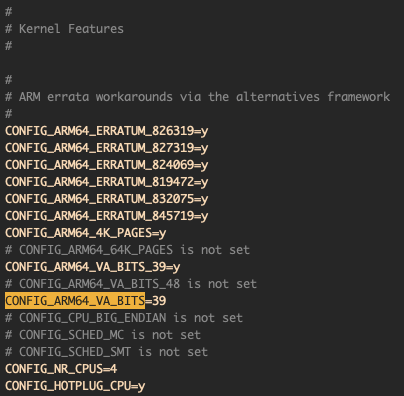 #
# Kernel Features
#

#
# ARM errata workarounds via the alternatives framework
#
CONFIG_ARM64_ERRATUM_826319=y
CONFIG_ARM64_ERRATUM_827319=y
CONFIG_ARM64_ERRATUM_824069=y
CONFIG_ARM64_ERRATUM_819472=y
CONFIG_ARM64_ERRATUM_832075=y
CONFIG_ARM64_ERRATUM_845719=y
CONFIG_ARM64_4K_PAGES=y
# CONFIG_ARM64_64K_PAGES is not set
CONFIG_ARM64_VA_BITS_39=y
# CONFIG_ARM64_VA_BITS_48 is not set
CONFIG_ARM64_VA_BITS=39
# CONFIG_CPU_BIG_ENDIAN is not set
# CONFIG_SCHED_MC is not set
# CONFIG_SCHED_SMT is not set
CONFIG_NR_CPUS=4
CONFIG_HOTPLUG_CPU=y